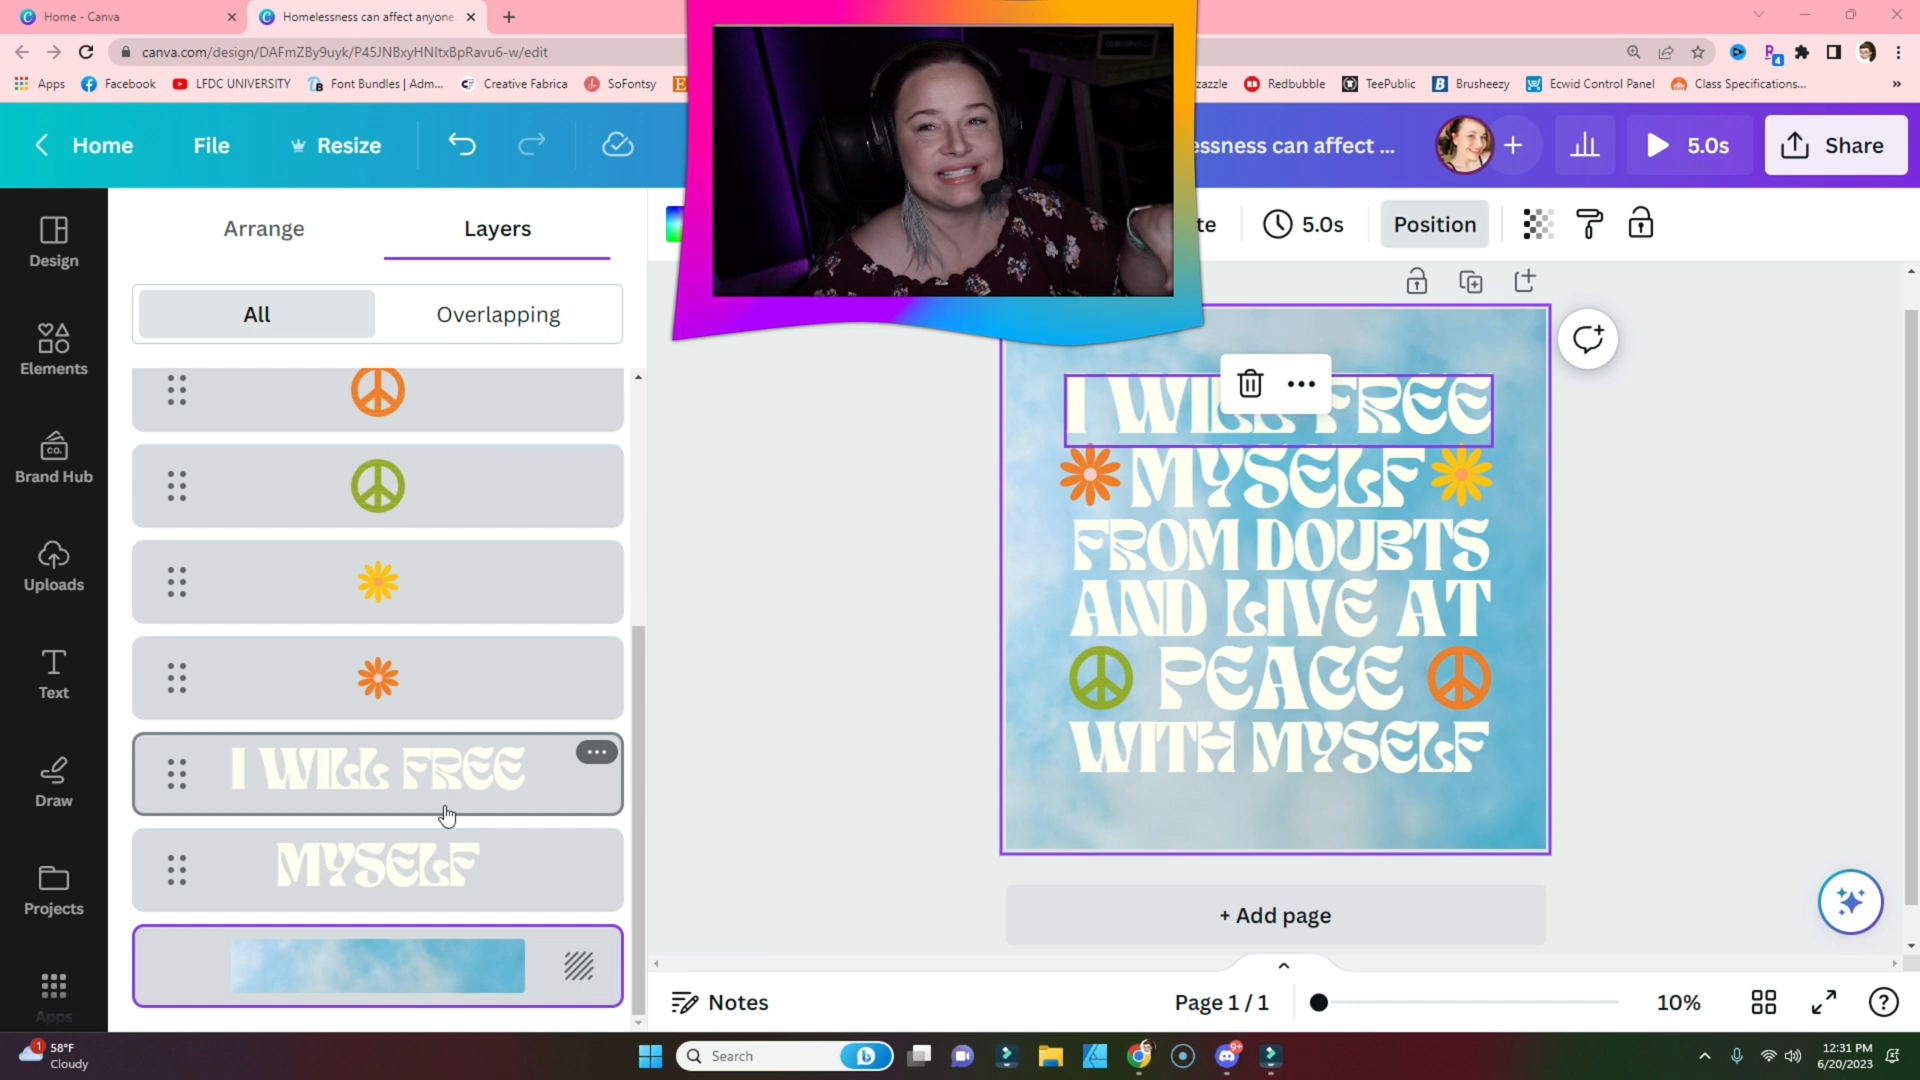 Home - Canva
Homelessness can affect anyone
canva.com/design/DAFmZBy9uyk/P45JNBxyHNItxBpRavu6-w/edit
Apps
Facebook
LFDC UNIVERSITY
Font Bundles | Adm...
Creative Fabrica
SoFontsy
zazzle
Redbubble
TeePublic
Brusheezy
Ecwid Control Panel
Class Specifications...
Home
File
Resize
essness can affect ...
5.0s
Share
Arrange
Layers
te
5.0s
Position
All
Overlapping
Design
Elements
Brand Hub
Uploads
Text
Draw
Projects
Apps
I WILL FREE
MYSELF
I WILL FREE
MYSELF
FROM DOUBTS
AND LIVE AT
PEACE
WITH MYSELF
+ Add page
Notes
Page 1 / 1
10%
58°F
Cloudy
Search
12:31 PM
6/20/2023